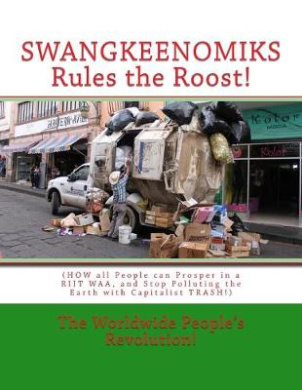 SWANGKEENOMIKS
Rules the Roost!
(HOW all People can Prosper in a
RIIT WAA, and Stop Polluting the
Earth with Capitalist TRASH!)
The Worldwide People's
Revolution!